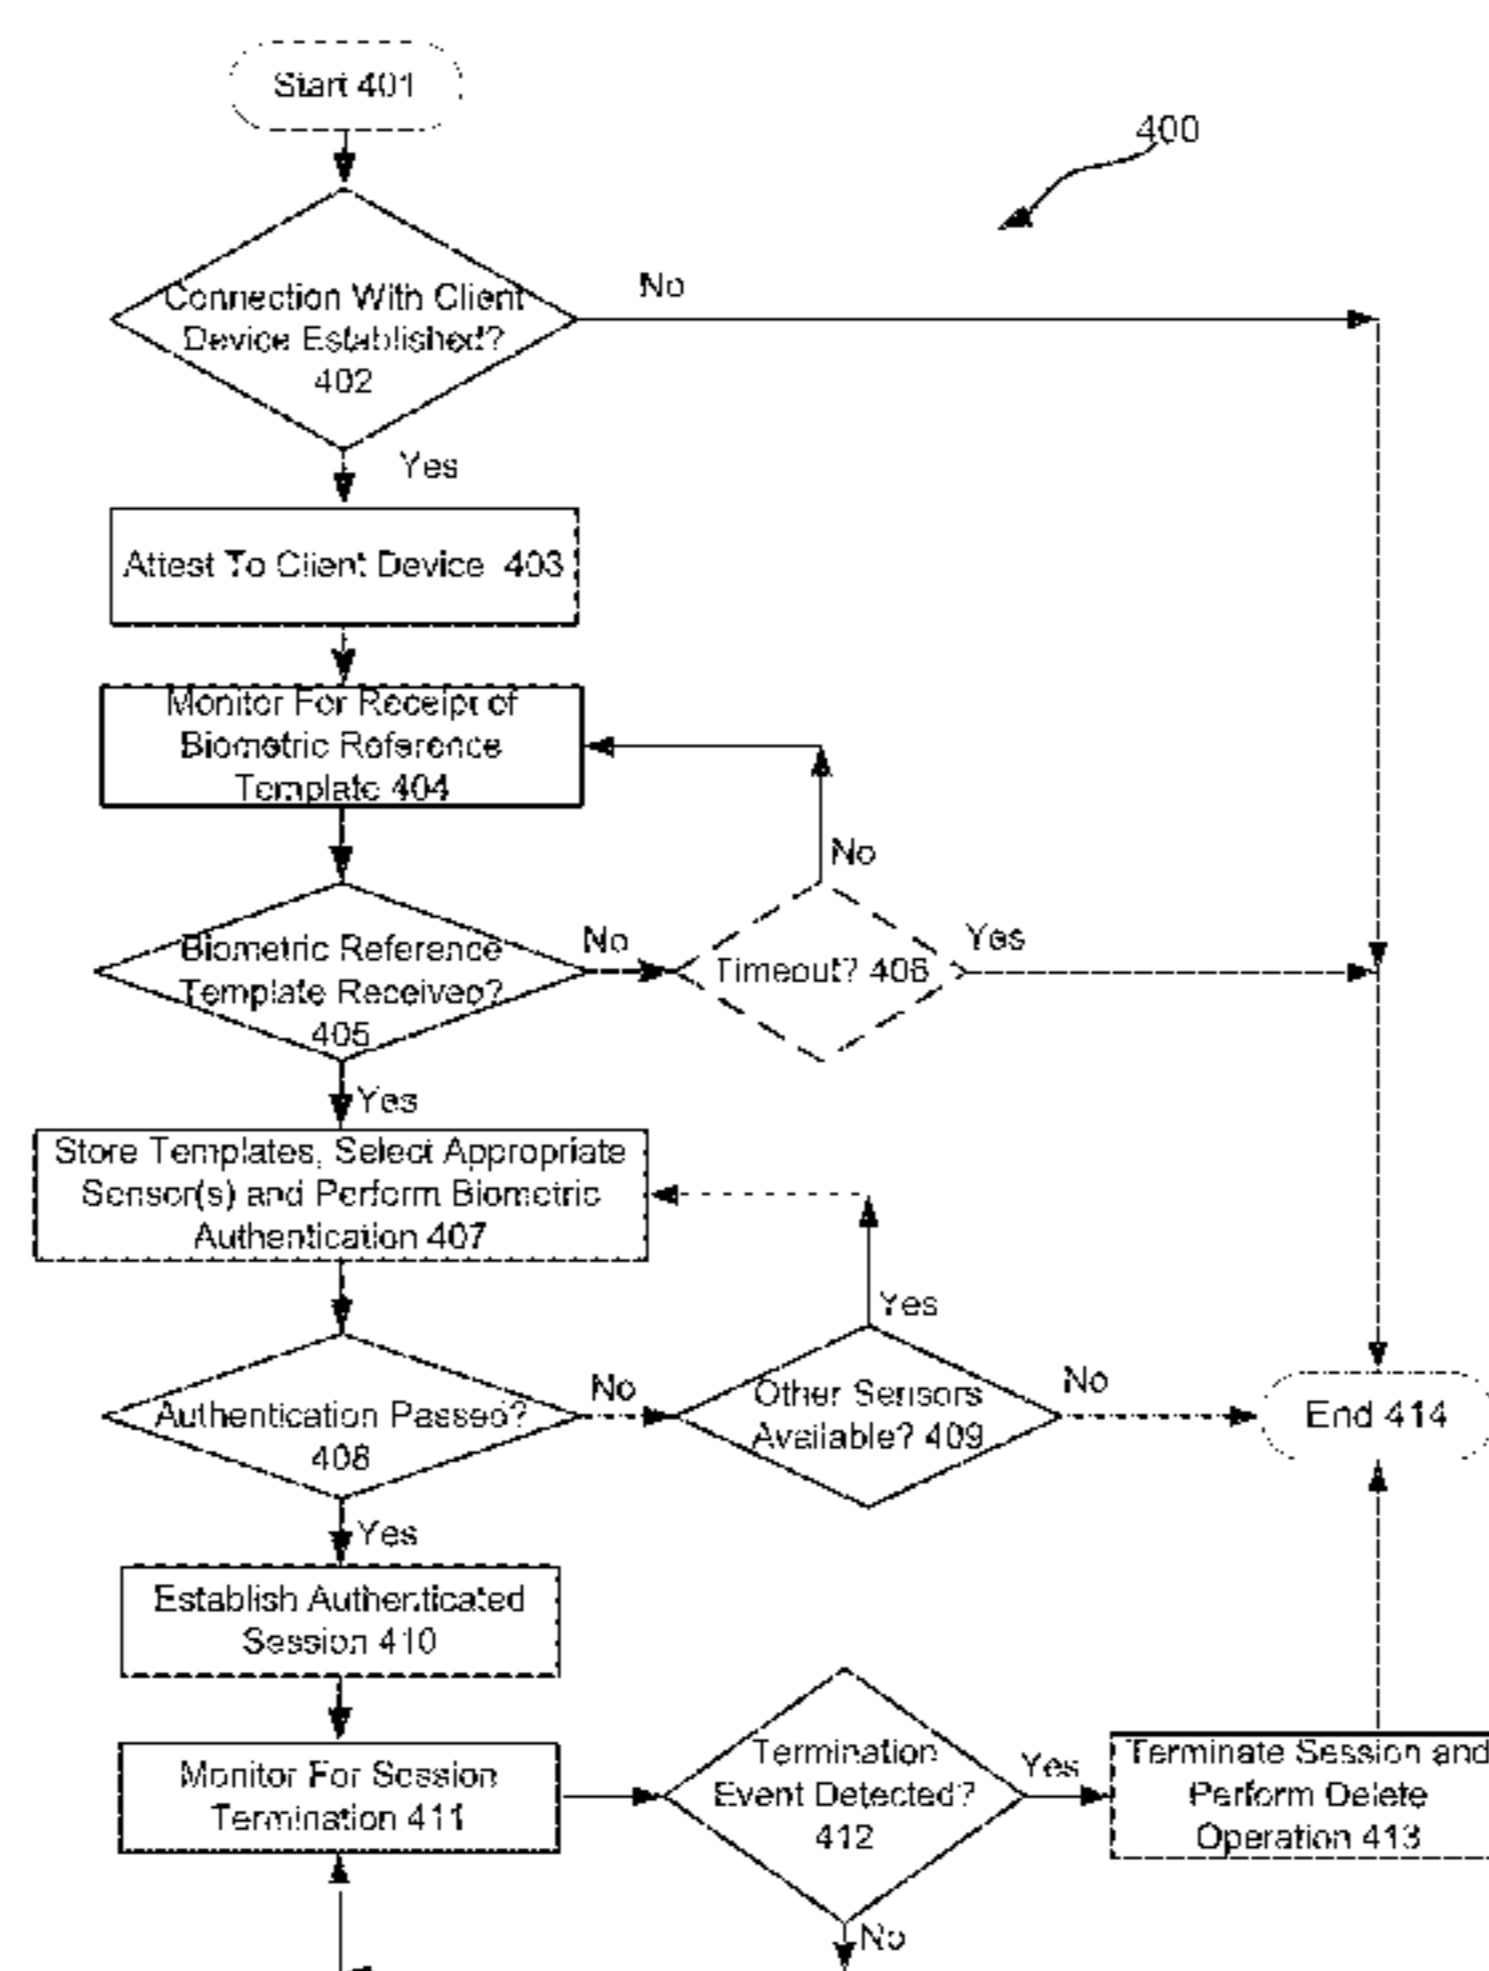 Start 401
400
Connection With Client
Device Established?
402
No
Yes
Attest To Client Device 403
Monitor For Receipt of
Biometric Reference
Template 404
No
Biometric Reference
Template Received?
405
No
Timeout? 406
Yes
Yes
Store Templates, Select Appropriate
Sensor(s) and Perform Biometric
Authentication 407
Yes
Authentication Passed?
408
No
Other Sensors
Available? 409
No
End 414
Yes
Establish Authenticated
Session 410
Monitor For Session
Termination 411
Termination
Event Detected?
412
Yes
Terminate Session and
Perform Delete
Operation 413
No